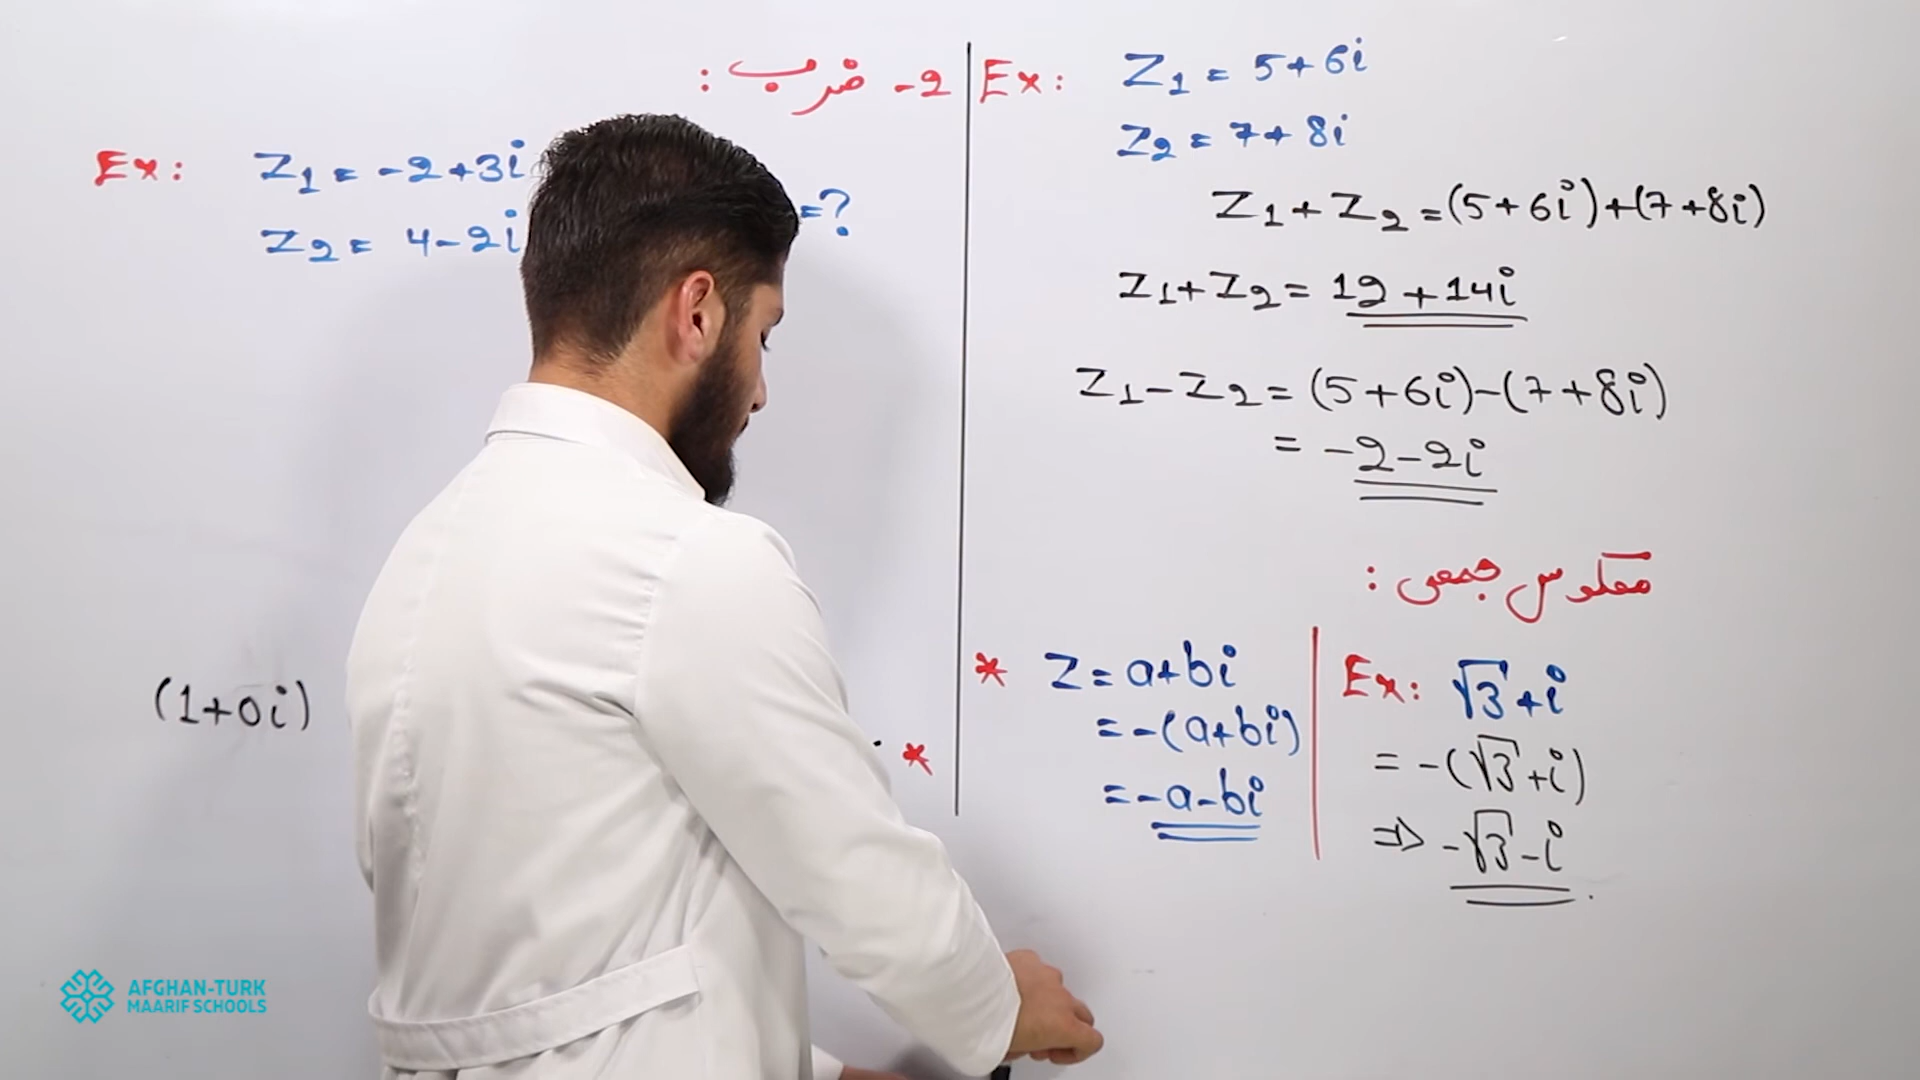 2- ضرب :
Ex: Z1 = -2+3i
Z2 = 4-2i
=?
(1+0i)
*
Ex: Z1 = 5+6i
Z2 = 7+8i
Z1+Z2 = (5+6i)+(7+8i)
Z1+Z2 = 12+14i
Z1-Z2 = (5+6i)-(7+8i)
= -2-2i
معکوس جمعی :
* Z = a+bi
= -(a+bi)
= -a-bi
Ex: √3+i
= -(√3+i)
⇒ -√3-i
AFGHAN-TURK
MAARIF SCHOOLS